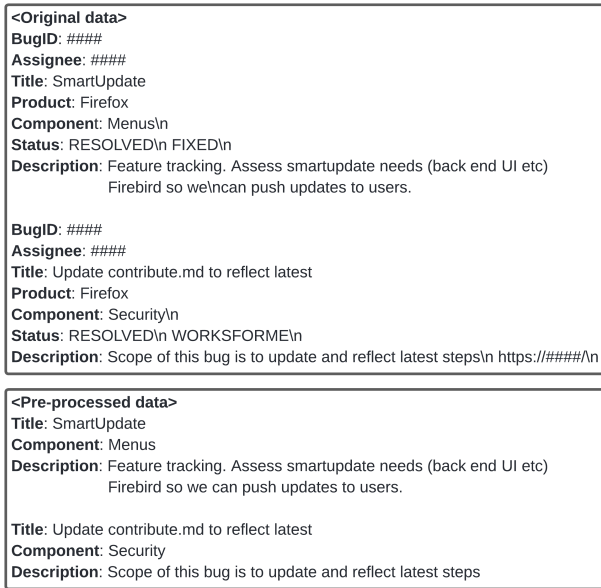 <Original data>
BugID: ####
Assignee: ####
Title: SmartUpdate
Product: Firefox
Component: Menus\n
Status: RESOLVED\n FIXED\n
Description: Feature tracking. Assess smartupdate needs (back end UI etc)
Firebird so we\ncan push updates to users.
BugID: ####
Assignee: ####
Title: Update contribute.md to reflect latest
Product: Firefox
Component: Security\n
Status: RESOLVED\n WORKSFORME\n
Description: Scope of this bug is to update and reflect latest steps\n https://####/\n
<Pre-processed data>
Title: SmartUpdate
Component: Menus
Description: Feature tracking. Assess smartupdate needs (back end UI etc)
Firebird so we can push updates to users.
Title: Update contribute.md to reflect latest
Component: Security
Description: Scope of this bug is to update and reflect latest steps